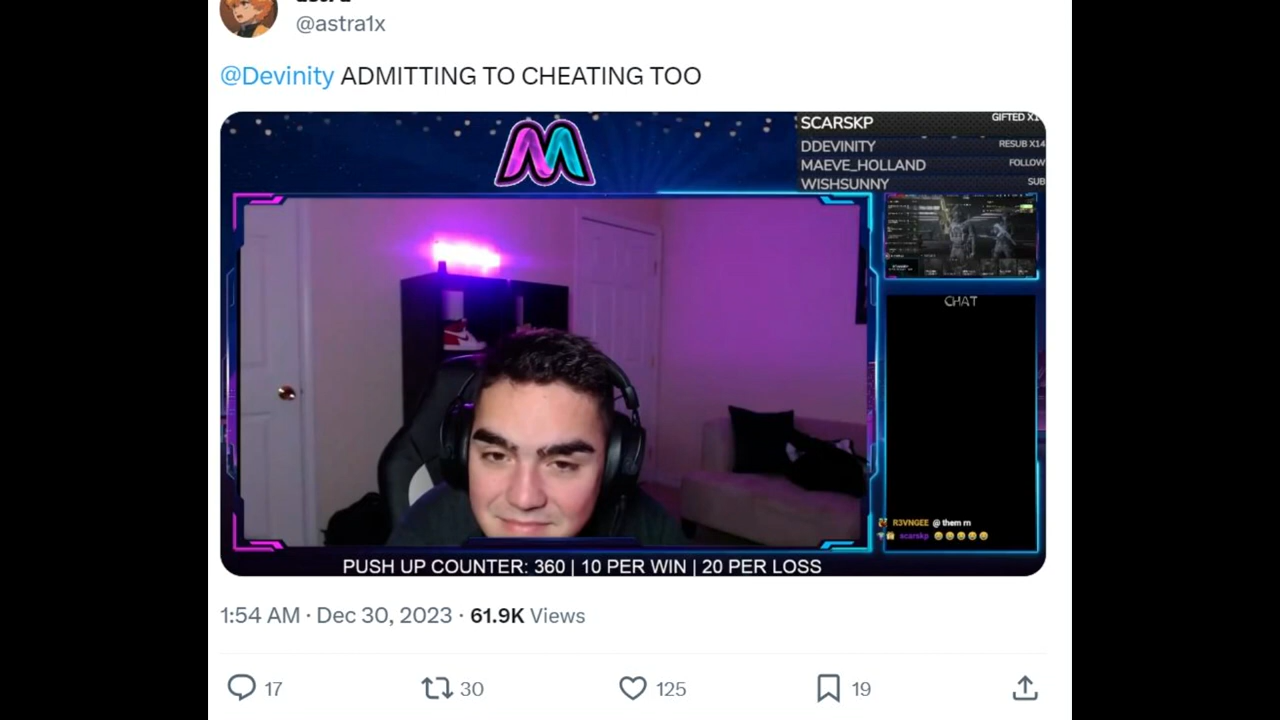 @astra1x
@Devinity ADMITTING TO CHEATING TOO
SCARSKP GIFTED X1
DDEVINITY RESUB X14
MAEVE_HOLLAND FOLLOW
WISHSUNNY SUB
CHAT
R3VNGEE @ them m
scarskp
PUSH UP COUNTER: 360 | 10 PER WIN | 20 PER LOSS
1:54 AM · Dec 30, 2023 · 61.9K Views
17 30 125 19